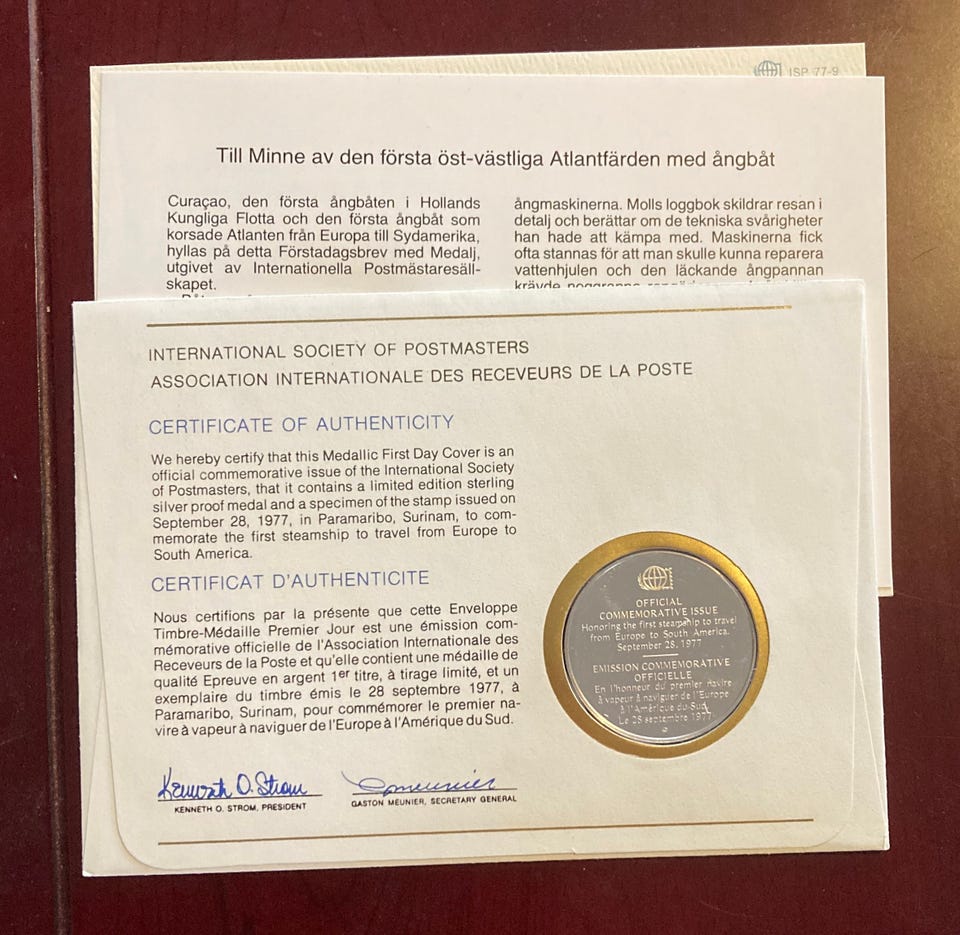 ISP 77-9
Till Minne av den första öst-västliga Atlantfärden med ångbåt
Curaçao, den första ångbåten i Hollands
Kungliga Flotta och den första ångbåt som
korsade Atlanten från Europa till Sydamerika,
hyllas på detta Förstadagsbrev med Medalj,
utgivet av Internationella Postmästaresäll-
skapet.
ångmaskinerna. Molls loggbok skildrar resan i
detalj och berättar om de tekniska svårigheter
han hade att kämpa med. Maskinerna fick
ofta stannas för att man skulle kunna reparera
vattenhjulen och den läckande ångpannan
krävde noggranna
INTERNATIONAL SOCIETY OF POSTMASTERS
ASSOCIATION INTERNATIONALE DES RECEVEURS DE LA POSTE
CERTIFICATE OF AUTHENTICITY
We hereby certify that this Medallic First Day Cover is an
official commemorative issue of the International Society
of Postmasters, that it contains a limited edition sterling
silver proof medal and a specimen of the stamp issued on
September 28, 1977, in Paramaribo, Surinam, to com-
memorate the first steamship to travel from Europe to
South America.
CERTIFICAT D'AUTHENTICITE
Nous certifions par la présente que cette Enveloppe
Timbre-Médaille Premier Jour est une émission com-
mémorative officielle de l'Association Internationale des
Receveurs de la Poste et qu'elle contient une médaille de
qualité Epreuve en argent 1er titre, à tirage limité, et un
exemplaire du timbre émis le 28 septembre 1977, à
Paramaribo, Surinam, pour commémorer le premier na-
vire à vapeur à naviguer de l'Europe à l'Amérique du Sud.
Kenneth O. Strom
KENNETH O. STROM, PRESIDENT
GMeunier
GASTON MEUNIER, SECRETARY GENERAL
OFFICIAL
COMMEMORATIVE ISSUE
Honoring the first steamship to travel
from Europe to South America.
September 28, 1977
EMISSION COMMEMORATIVE
OFFICIELLE
En l'honneur du premier navire
à vapeur à naviguer de l'Europe
à l'Amérique du Sud.
Le 28 septembre 1977